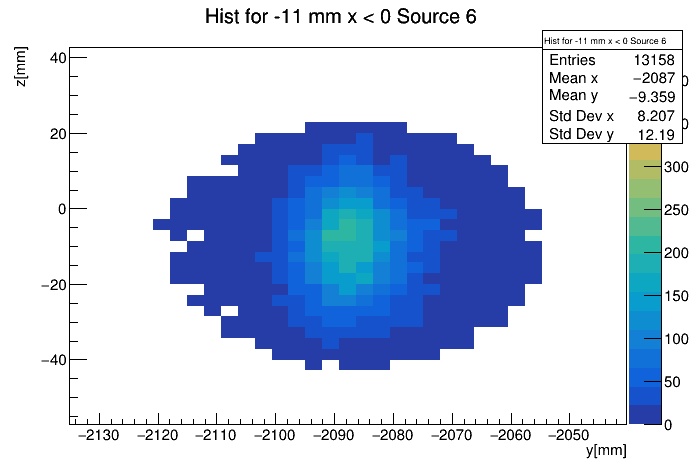 Hist for -11 mm x < 0 Source 6
z[mm]
40
20
0
−20
−40
−2130 −2120 −2110 −2100 −2090 −2080 −2070 −2060 −2050
y[mm]
Hist for -11 mm x < 0 Source 6
Entries 13158
Mean x −2087
Mean y −9.359
Std Dev x 8.207
Std Dev y 12.19
300
250
200
150
100
50
0